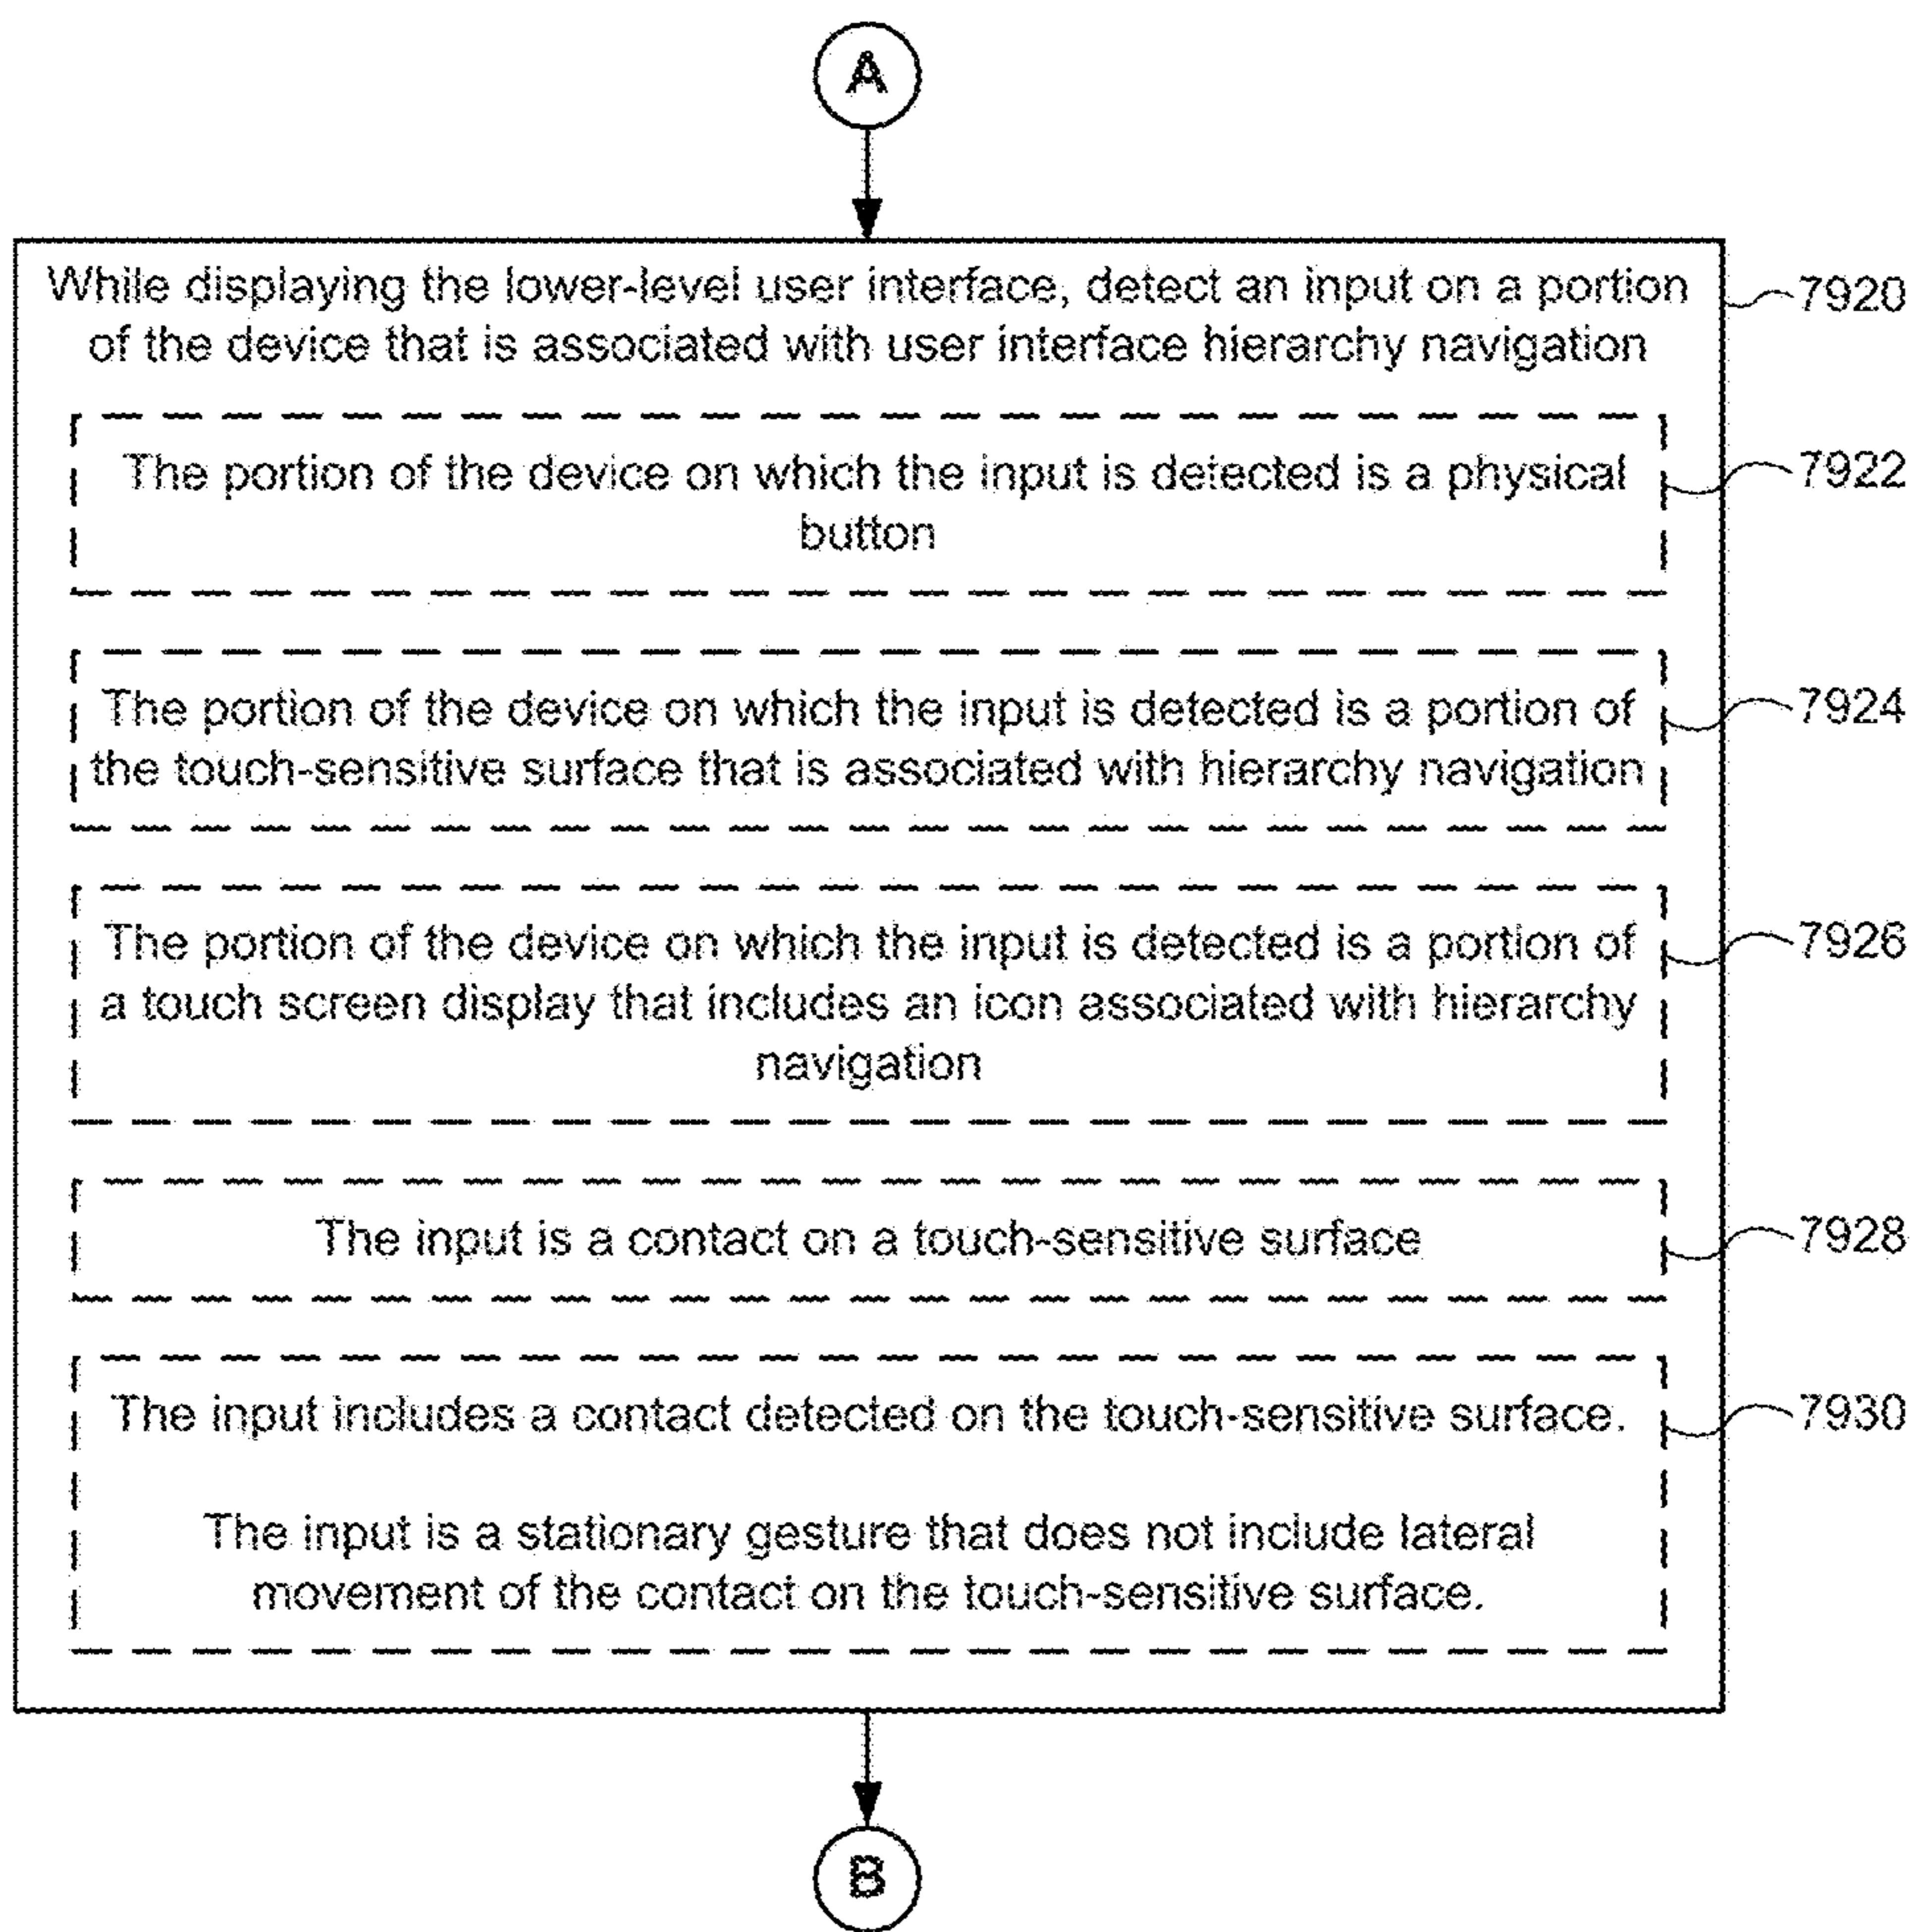 A
While displaying the lower-level user interface, detect an input on a portion
of the device that is associated with user interface hierarchy navigation
7920
The portion of the device on which the input is detected is a physical
button
7922
The portion of the device on which the input is detected is a portion of
the touch-sensitive surface that is associated with hierarchy navigation
7924
The portion of the device on which the input is detected is a portion of
a touch screen display that includes an icon associated with hierarchy
navigation
7926
The input is a contact on a touch-sensitive surface
7928
The input includes a contact detected on the touch-sensitive surface.
The input is a stationary gesture that does not include lateral
movement of the contact on the touch-sensitive surface.
7930
B